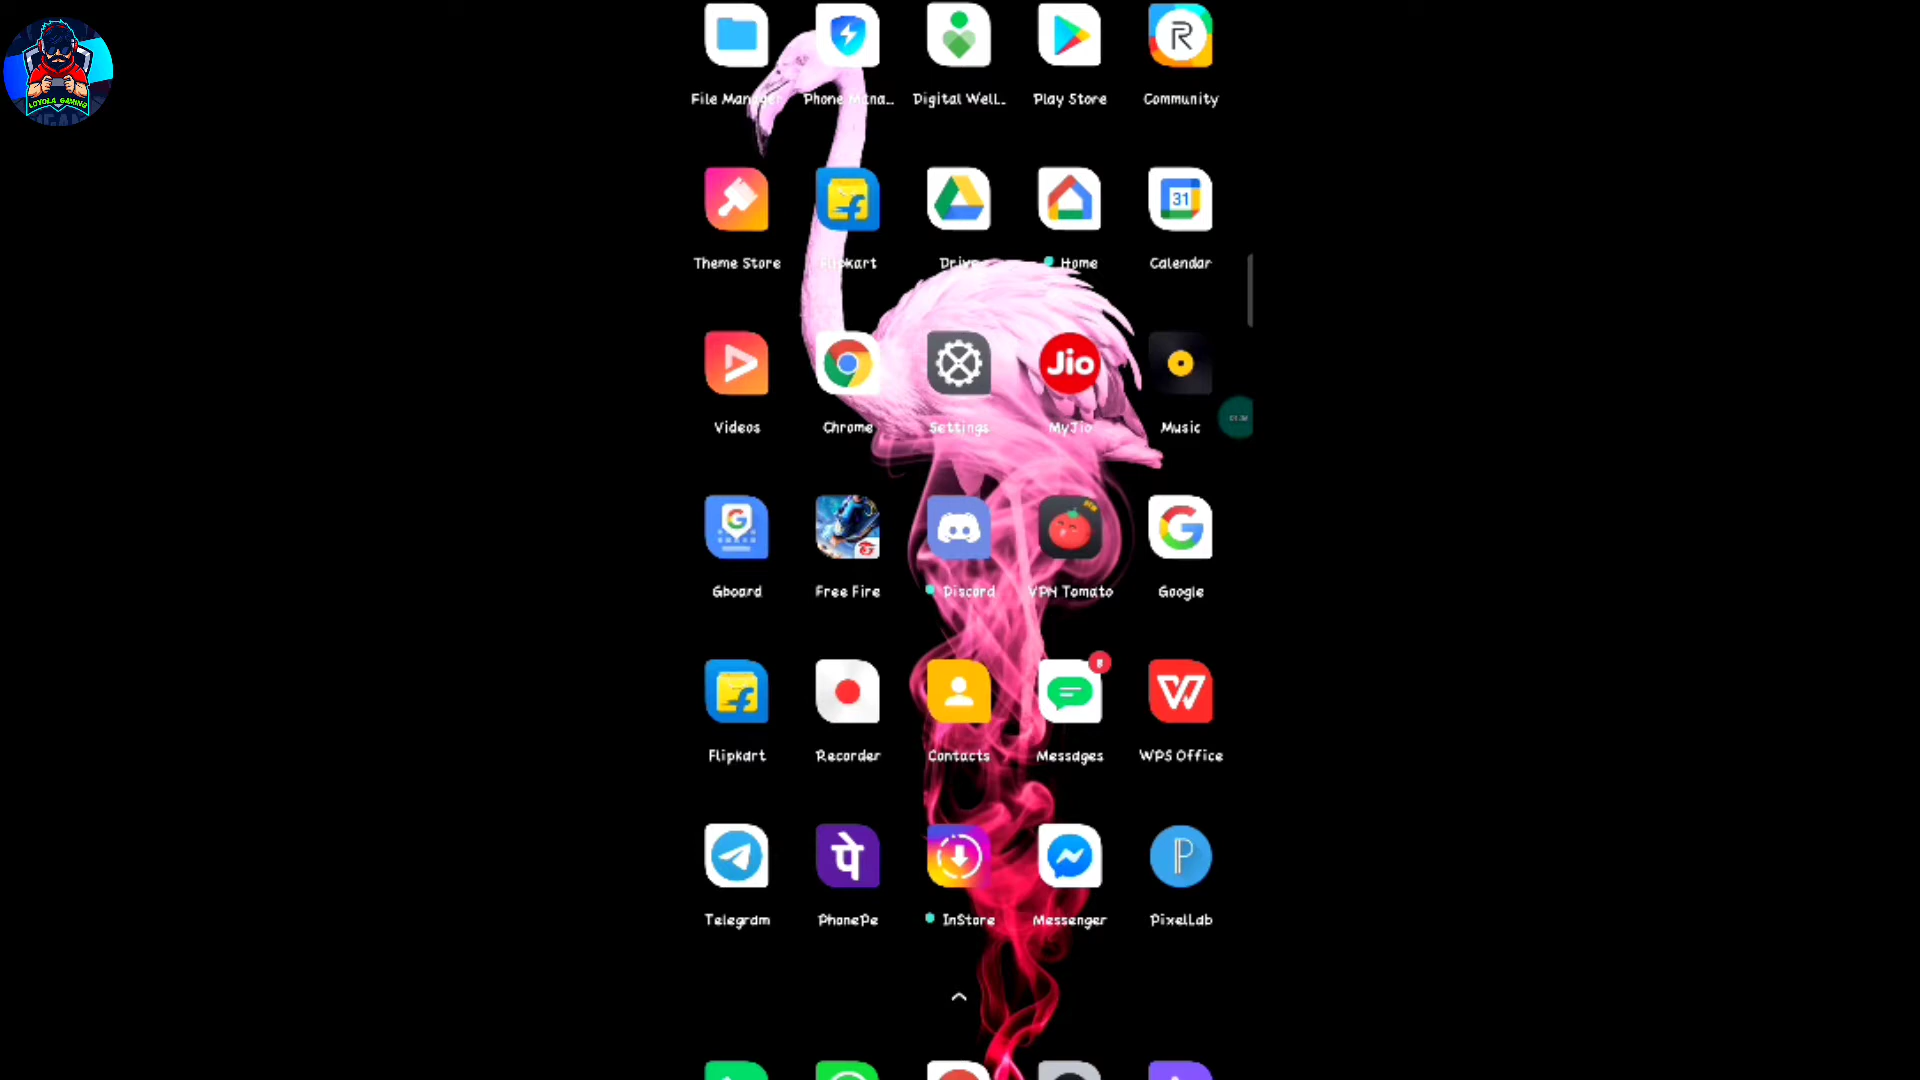 LOYOLA GAMING
File Manager Phone Mana... Digital Well... Play Store Community
Theme Store Flipkart Drive Home Calendar
31
Jio
Videos Chrome Settings MyJio Music
Gboard Free Fire Discord VPN Tomato Google
Flipkart Recorder Contacts Messages WPS Office
पे
Telegram PhonePe InStore Messenger PixelLab